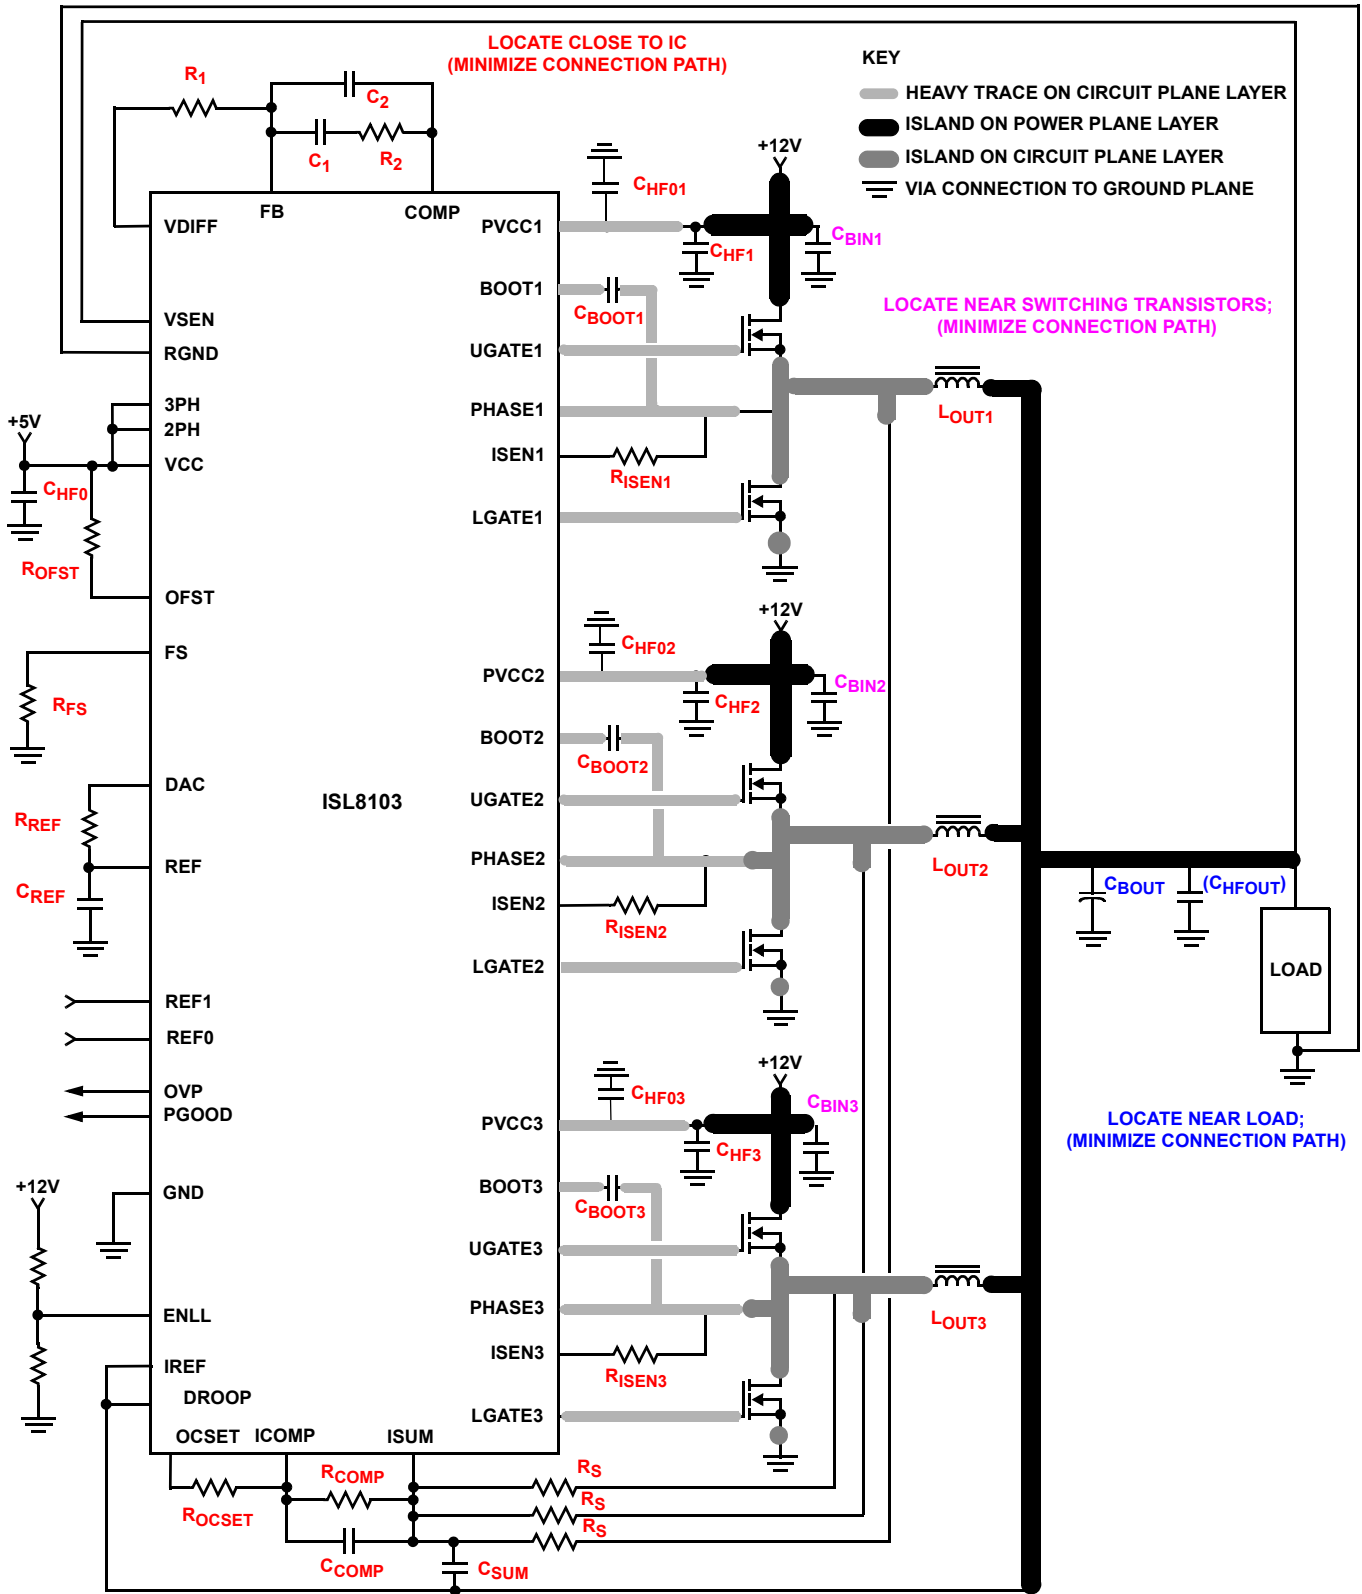 LOCATE CLOSE TO IC
(MINIMIZE CONNECTION PATH)
KEY
HEAVY TRACE ON CIRCUIT PLANE LAYER
ISLAND ON POWER PLANE LAYER
ISLAND ON CIRCUIT PLANE LAYER
VIA CONNECTION TO GROUND PLANE
R1
C2
C1
R2
CHF01
+12V
FB
COMP
VDIFF
PVCC1
CHF1
CBIN1
BOOT1
CBOOT1
LOCATE NEAR SWITCHING TRANSISTORS;
(MINIMIZE CONNECTION PATH)
VSEN
RGND
UGATE1
3PH
2PH
+5V
PHASE1
LOUT1
VCC
ISEN1
RISEN1
CHF0
LGATE1
ROFST
OFST
+12V
FS
CHF02
PVCC2
CHF2
CBIN2
RFS
BOOT2
CBOOT2
DAC
ISL8103
UGATE2
RREF
REF
PHASE2
LOUT2
CREF
CBOUT
(CHFOUT)
ISEN2
RISEN2
LGATE2
LOAD
REF1
REF0
+12V
OVP
PGOOD
CHF03
PVCC3
CHF3
CBIN3
LOCATE NEAR LOAD;
(MINIMIZE CONNECTION PATH)
+12V
GND
BOOT3
CBOOT3
UGATE3
ENLL
PHASE3
LOUT3
IREF
ISEN3
RISEN3
DROOP
LGATE3
OCSET
ICOMP
ISUM
RCOMP
RS
ROCSET
RS
RS
CCOMP
CSUM